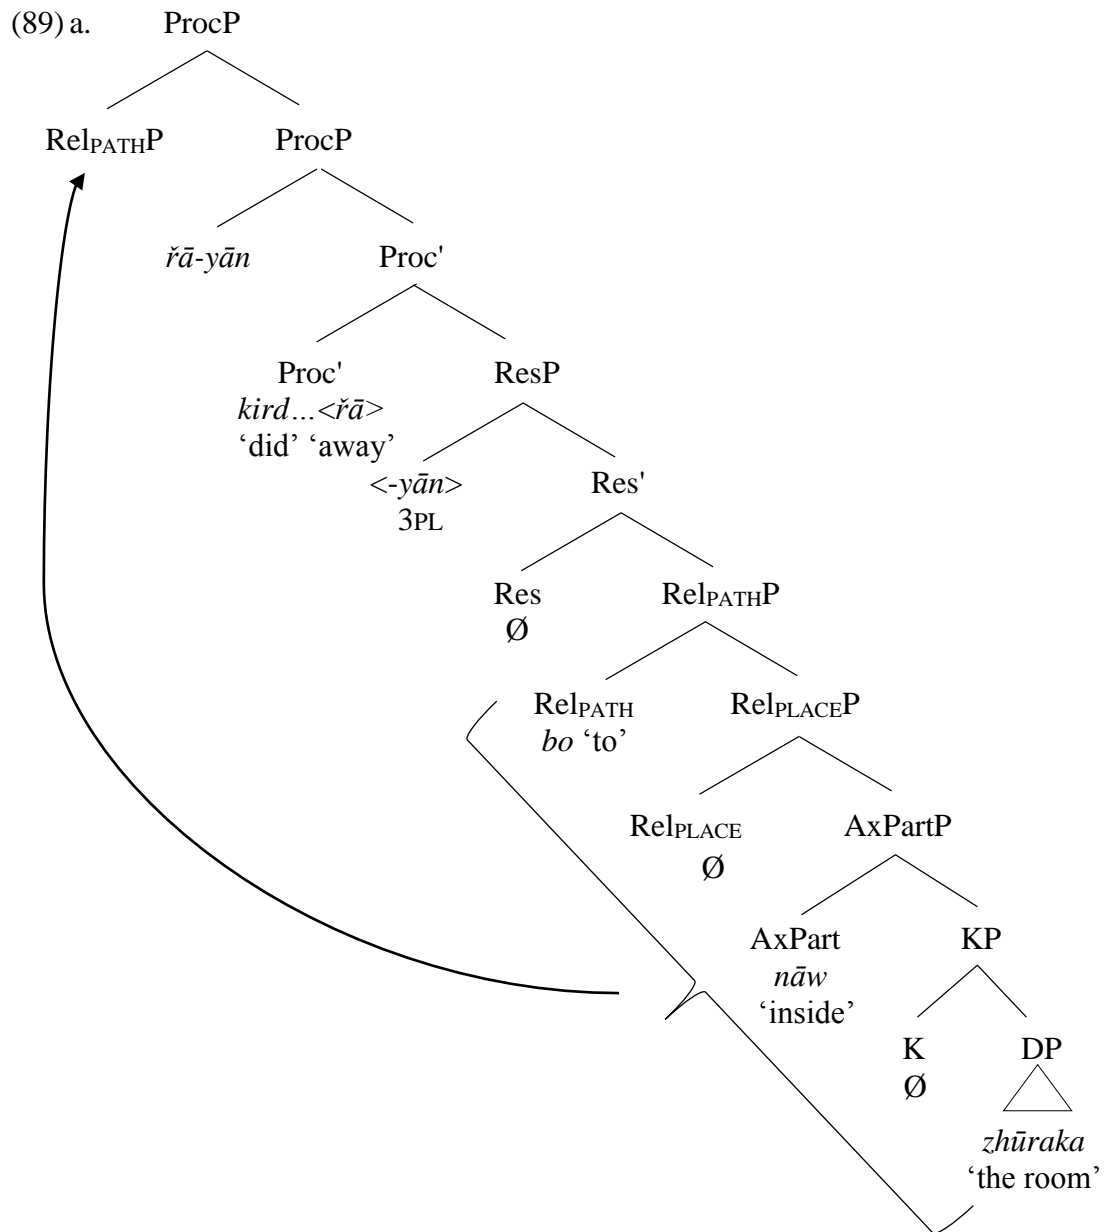 (89) a. ProcP
RelPATHP ProcP
řā-yān Proc'
Proc' ResP
kird…<řā>
‘did’ ‘away’
<-yān> Res'
3PL
Res RelPATHP
Ø
RelPATH RelPLACEP
bo ‘to’
RelPLACE AxPartP
Ø
AxPart KP
nāw
‘inside’
K DP
Ø
zhūraka
‘the room’